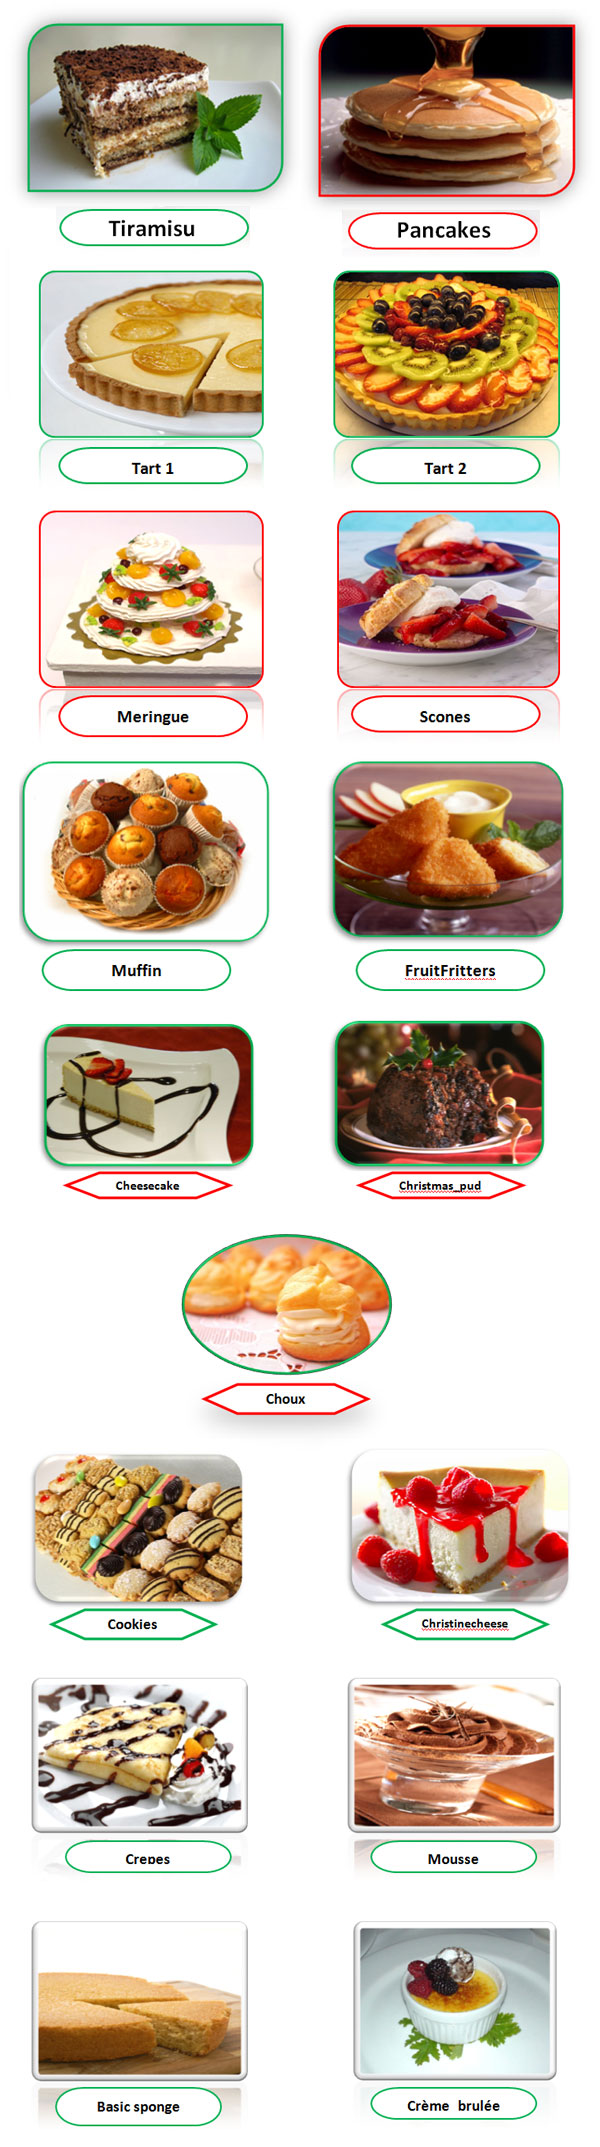 Tiramisu
Pancakes
Tart 1
Tart 2
Meringue
Scones
Muffin
FruitFritters
Cheesecake
Christmas_pud
Choux
Cookies
Christinecheese
Crepes
Mousse
Basic sponge
Crème brulée